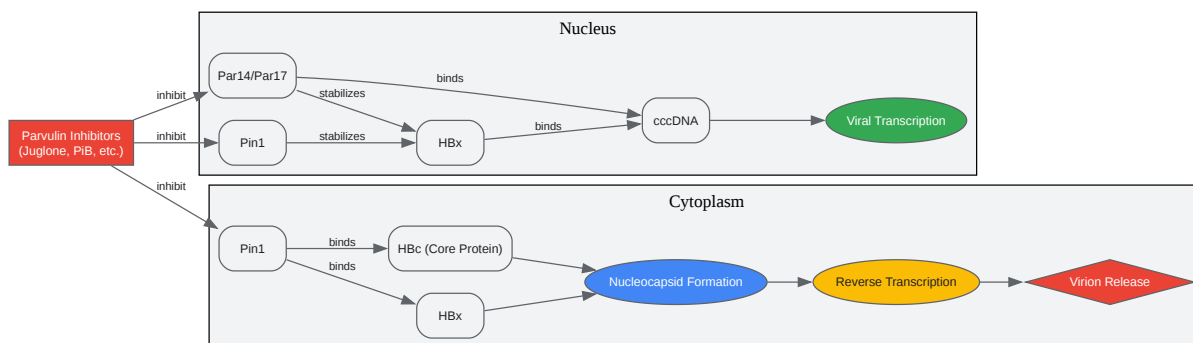 Nucleus
Par14/Par17
binds
inhibit
stabilizes
cccDNA
Viral Transcription
Parvulin Inhibitors
(Juglone, PiB, etc.)
inhibit
Pin1
stabilizes
HBx
binds
inhibit
Cytoplasm
Pin1
binds
HBc (Core Protein)
binds
Nucleocapsid Formation
Reverse Transcription
Virion Release
HBx